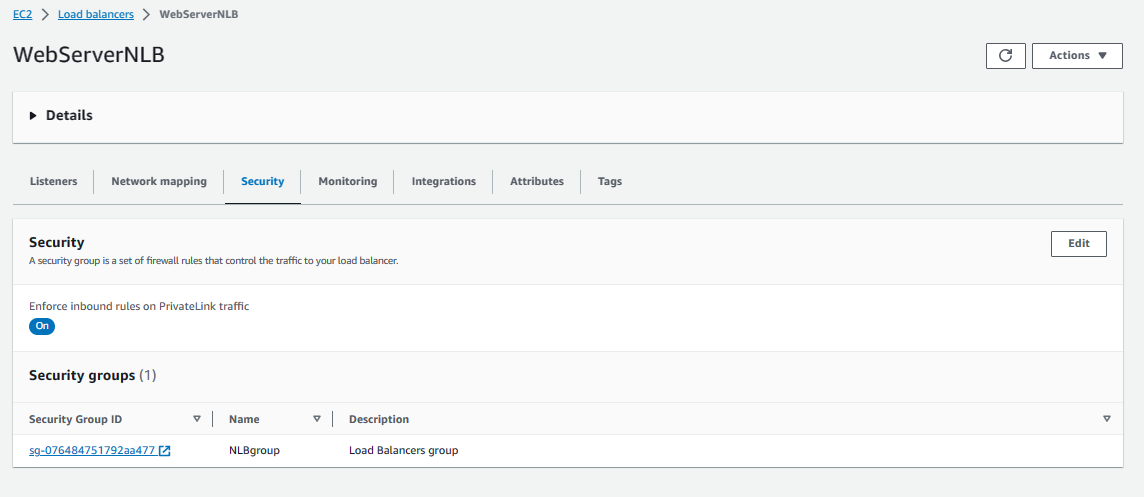 EC2 > Load balancers > WebServerNLB
WebServerNLB
Actions
Details
Listeners Network mapping Security Monitoring Integrations Attributes Tags
Security
Edit
A security group is a set of firewall rules that control the traffic to your load balancer.
Enforce inbound rules on PrivateLink traffic
On
Security groups (1)
Security Group ID Name Description
sg-076484751792aa477 NLBgroup Load Balancers group